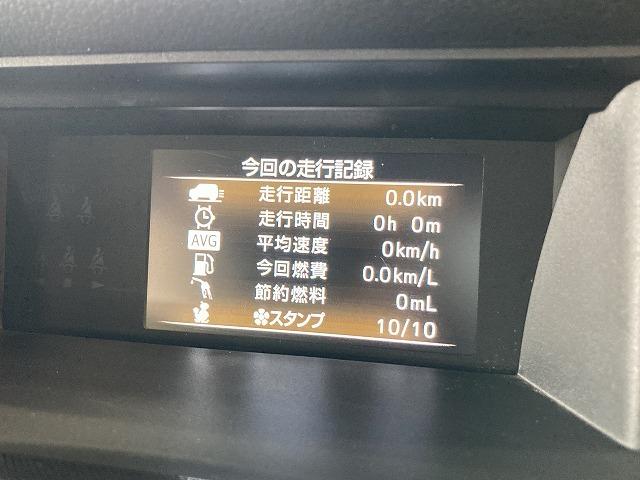 今回の走行記録
走行距離 0.0km
走行時間 0h 0m
AVG 平均速度 0km/h
今回燃費 0.0km/L
節約燃料 0mL
スタンプ 10/10